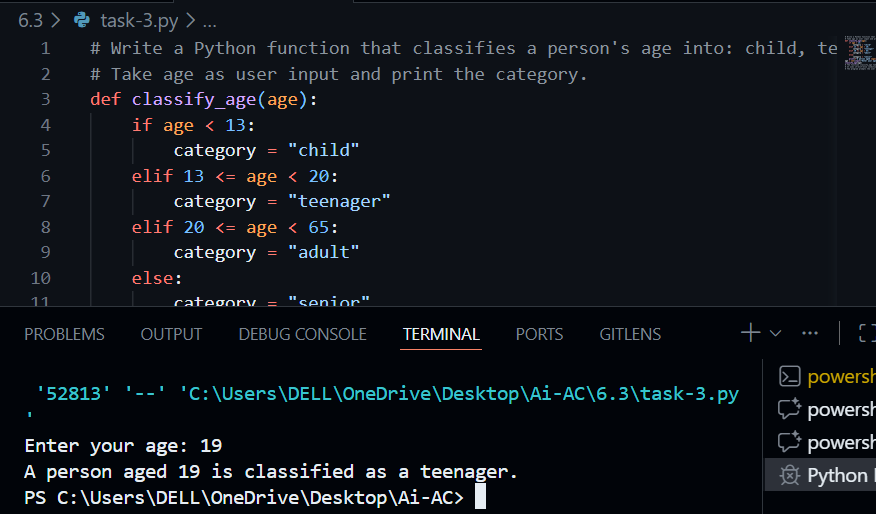 6.3 > task-3.py > ...
1 # Write a Python function that classifies a person's age into: child, te
2 # Take age as user input and print the category.
3 def classify_age(age):
4     if age < 13:
5         category = "child"
6     elif 13 <= age < 20:
7         category = "teenager"
8     elif 20 <= age < 65:
9         category = "adult"
10     else:
11         category = "senior"
PROBLEMS OUTPUT DEBUG CONSOLE TERMINAL PORTS GITLENS
'52813' '--' 'C:\Users\DELL\OneDrive\Desktop\Ai-AC\6.3\task-3.py
'
Enter your age: 19
A person aged 19 is classified as a teenager.
PS C:\Users\DELL\OneDrive\Desktop\Ai-AC>
powersh
powersh
powersh
Python